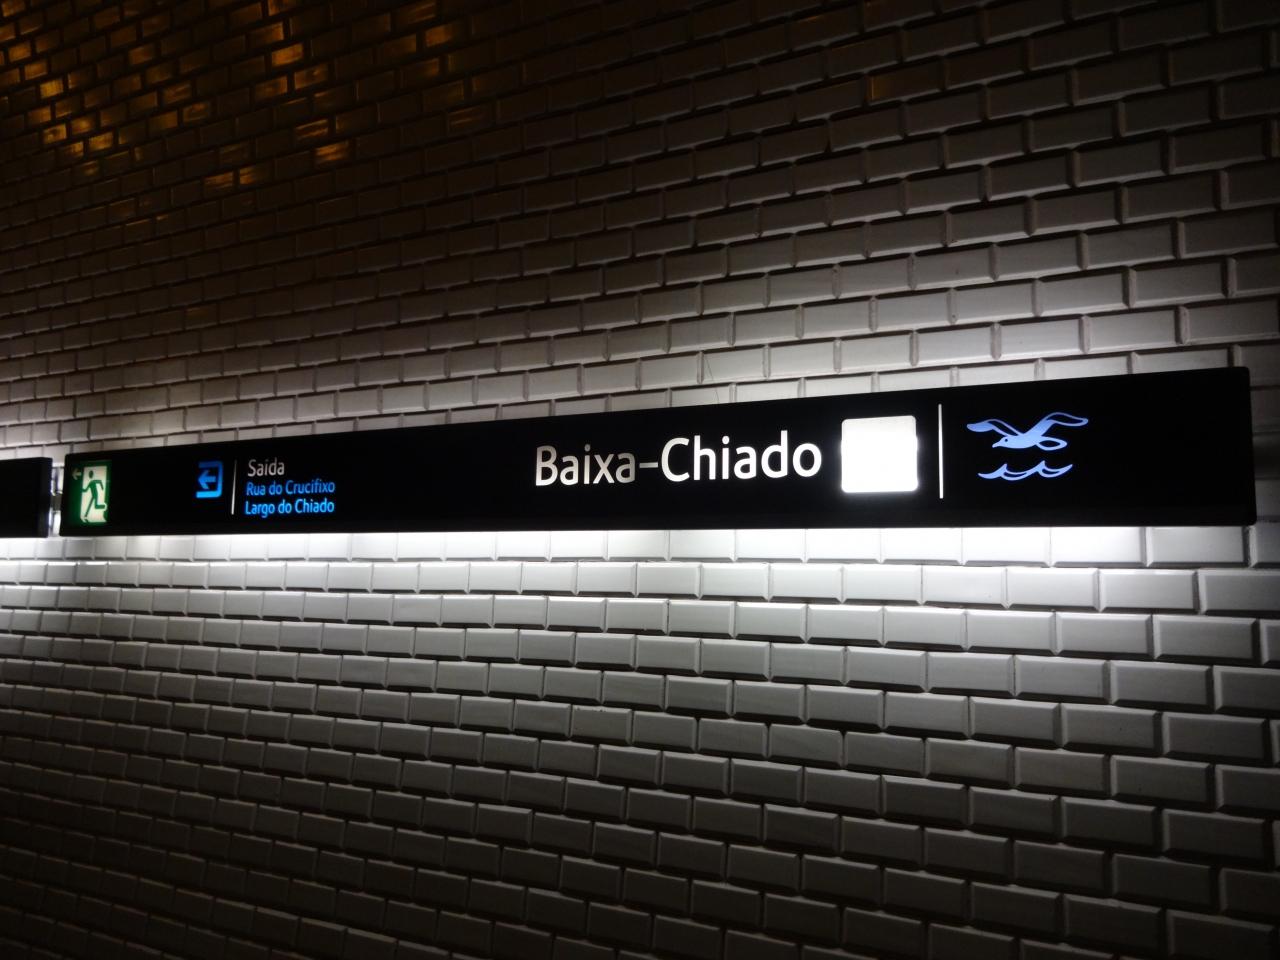 Saída
Rua do Crucifixo
Largo do Chiado
Baixa-Chiado